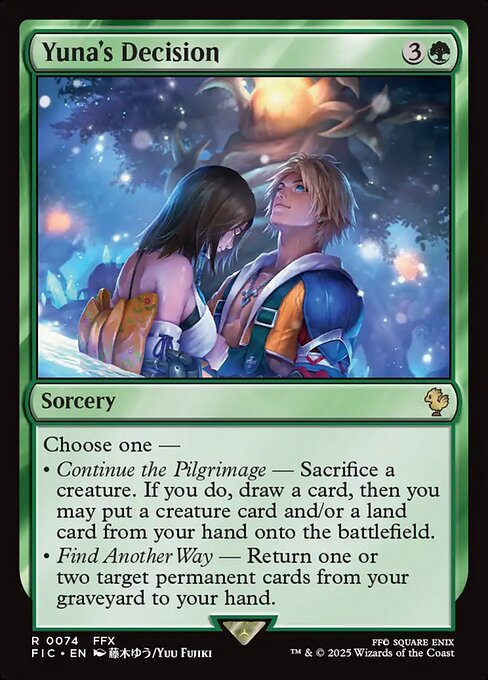 Yuna's Decision 3
Sorcery
Choose one —
• Continue the Pilgrimage — Sacrifice a
creature. If you do, draw a card, then you
may put a creature card and/or a land
card from your hand onto the battlefield.
• Find Another Way — Return one or
two target permanent cards from your
graveyard to your hand.
R 0074 FFX
FIC • EN 藤木ゆう/Yuu Fujiki
FF© SQUARE ENIX
™ & © 2025 Wizards of the Coast